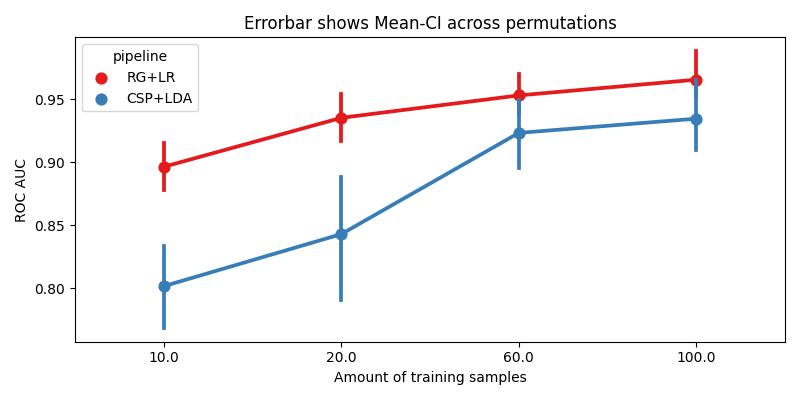 Errorbar shows Mean-CI across permutations
pipeline
RG+LR
CSP+LDA
ROC AUC
0.95
0.90
0.85
0.80
10.0 20.0 60.0 100.0
Amount of training samples